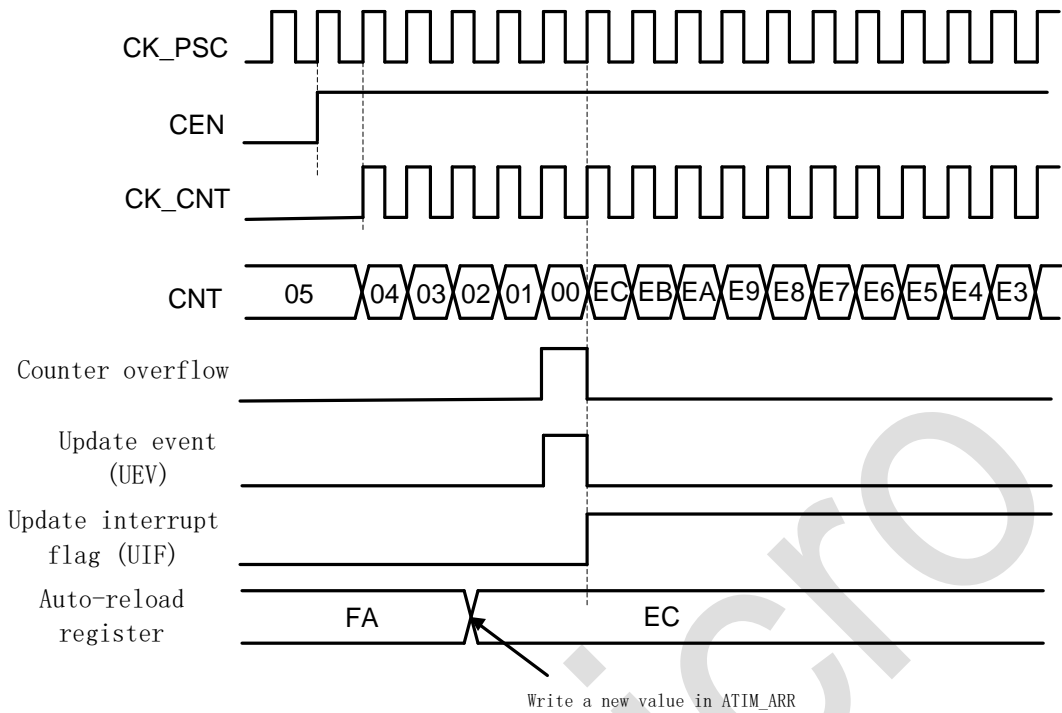 CK_PSC
CEN
CK_CNT
CNT 05 04 03 02 01 00 EC EB EA E9 E8 E7 E6 E5 E4 E3
Counter overflow
Update event
(UEV)
Update interrupt
flag (UIF)
Auto-reload
register
FA EC
Write a new value in ATIM_ARR
icro